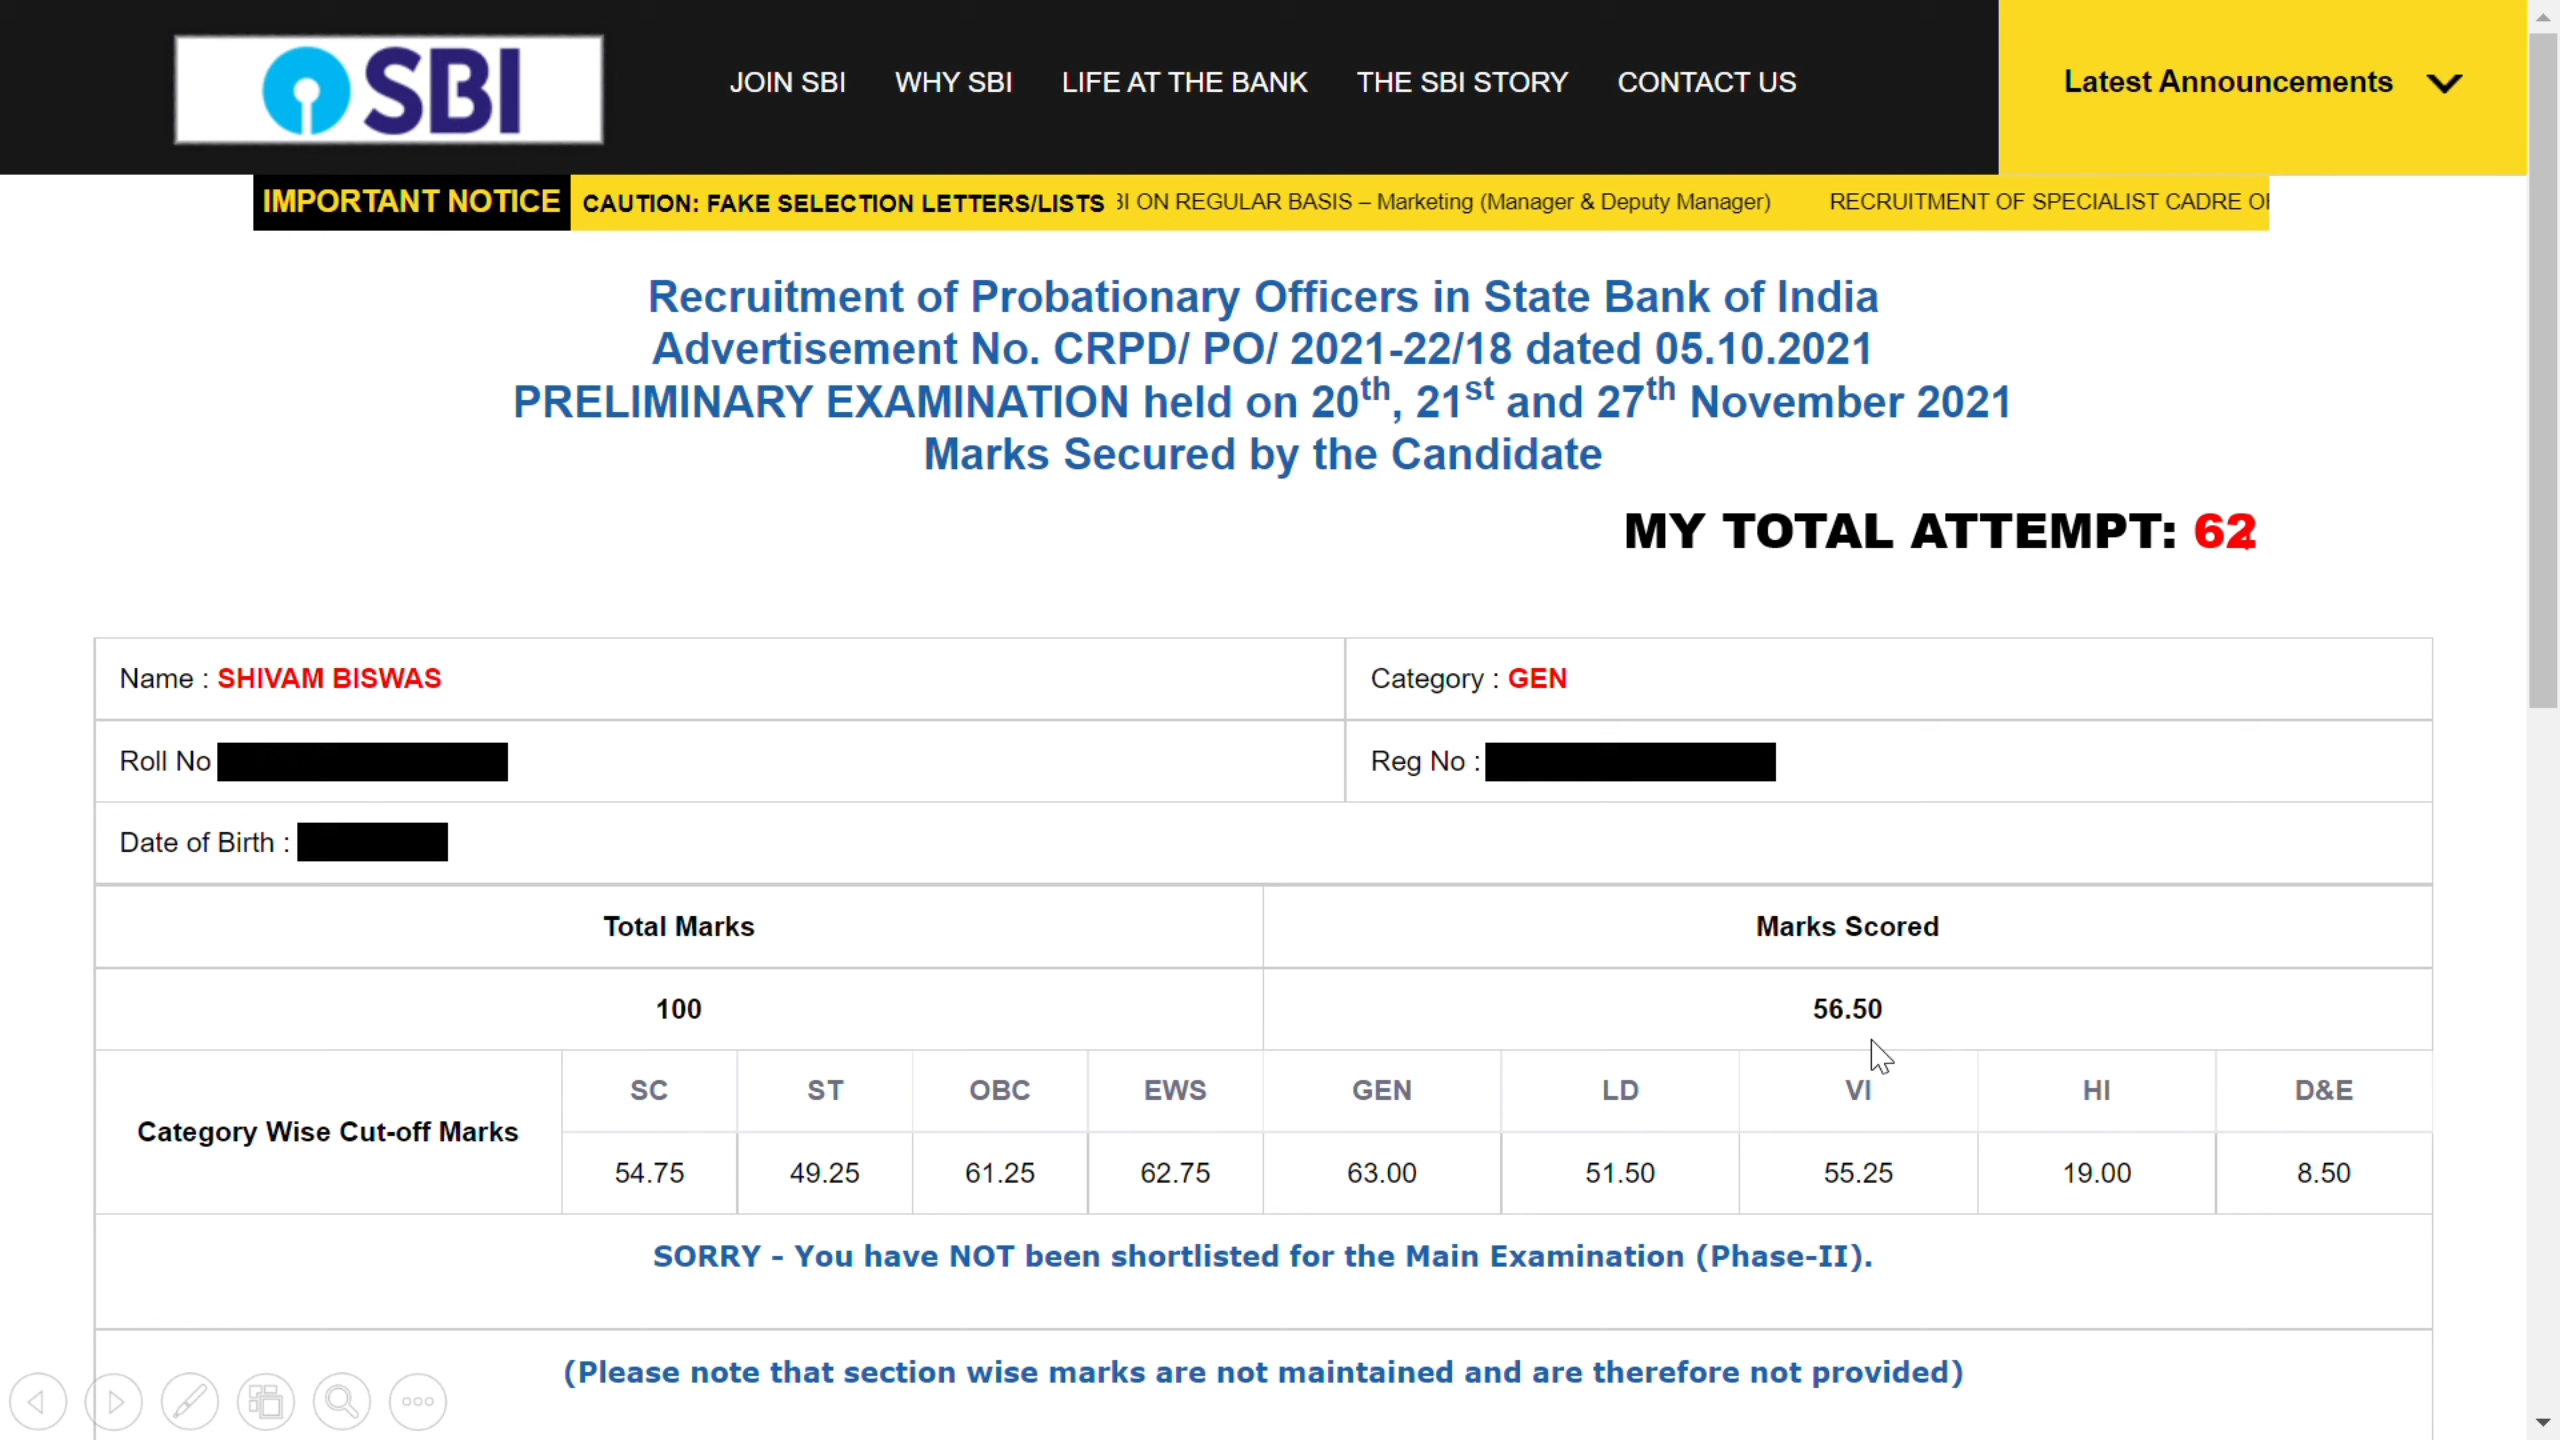 SBI
JOIN SBI WHY SBI LIFE AT THE BANK THE SBI STORY CONTACT US
Latest Announcements
IMPORTANT NOTICE CAUTION: FAKE SELECTION LETTERS/LISTS ON REGULAR BASIS – Marketing (Manager & Deputy Manager) RECRUITMENT OF SPECIALIST CADRE
Recruitment of Probationary Officers in State Bank of India
Advertisement No. CRPD/ PO/ 2021-22/18 dated 05.10.2021
PRELIMINARY EXAMINATION held on 20th, 21st and 27th November 2021
Marks Secured by the Candidate
MY TOTAL ATTEMPT: 62
Name : SHIVAM BISWAS Category : GEN
Roll No Reg No :
Date of Birth :
Total Marks Marks Scored
100 56.50
Category Wise Cut-off Marks
SC ST OBC EWS GEN LD VI HI D&E
54.75 49.25 61.25 62.75 63.00 51.50 55.25 19.00 8.50
SORRY - You have NOT been shortlisted for the Main Examination (Phase-II).
(Please note that section wise marks are not maintained and are therefore not provided)